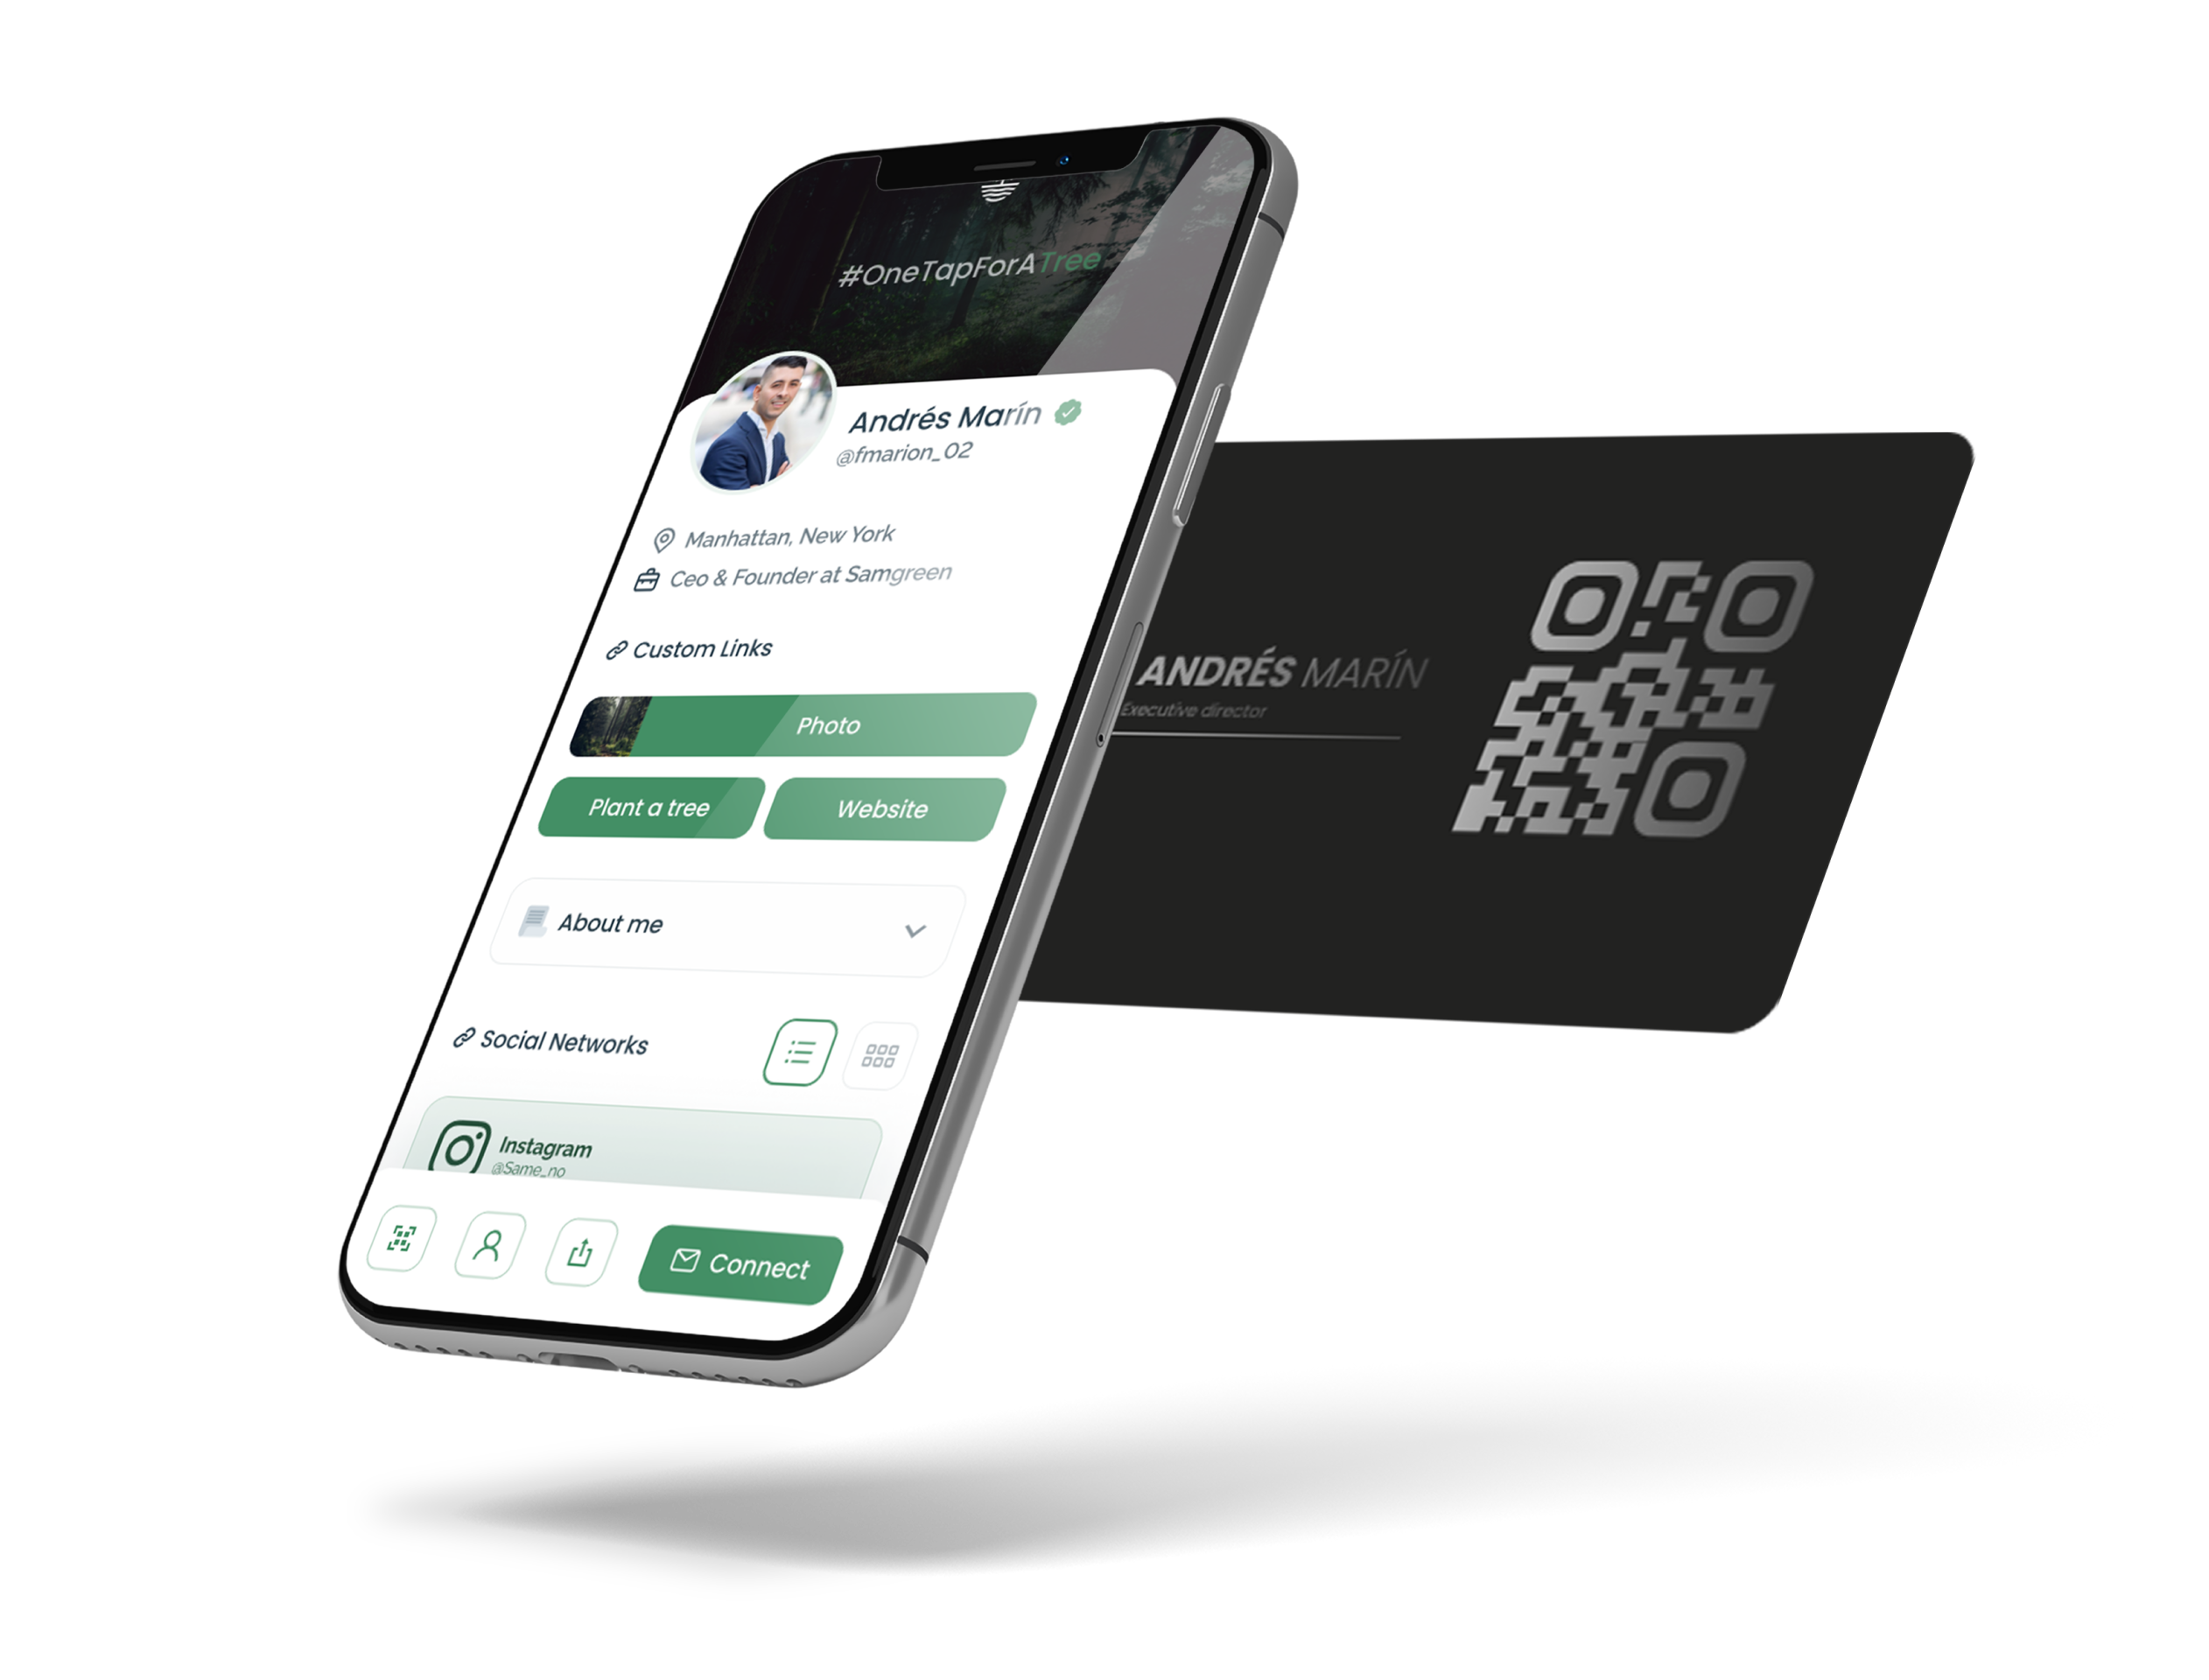 #OneTapForATree
Andrés Marín
@fmarion_02
Manhattan, New York
Ceo & Founder at Samgreen
Custom Links
Photo
Plant a tree
Website
About me
Social Networks
Instagram
@Same_no
Connect
ANDRÉS MARÍN
Executive director